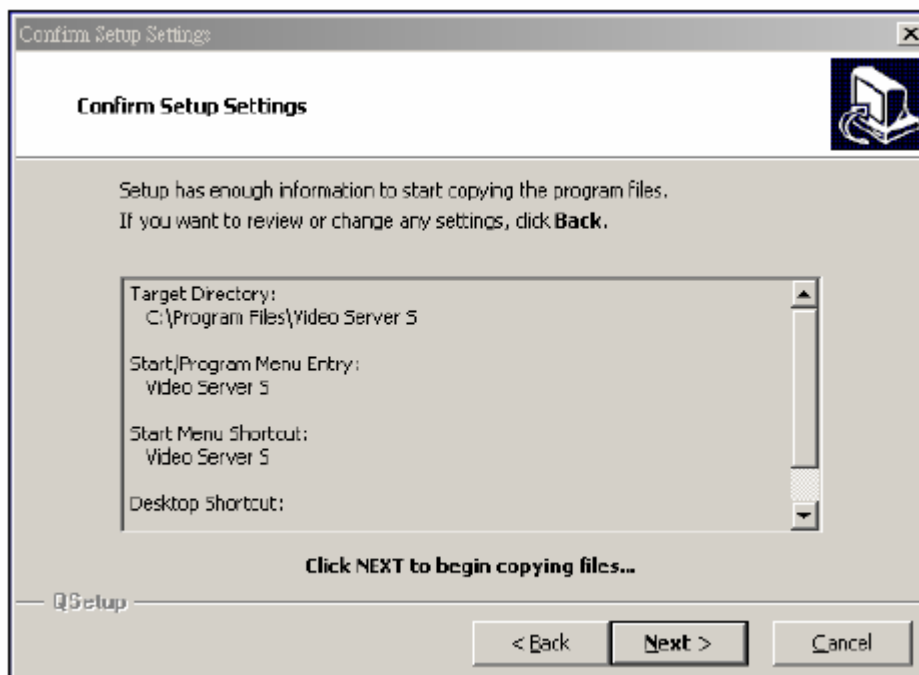 Confirm Setup Settings
Confirm Setup Settings
Setup has enough information to start copying the program files.
If you want to review or change any settings, click Back.
Target Directory:
C:\Program Files\Video Server S
Start/Program Menu Entry:
Video Server S
Start Menu Shortcut:
Video Server S
Desktop Shortcut:
Click NEXT to begin copying files...
QSetup
< Back
Next >
Cancel